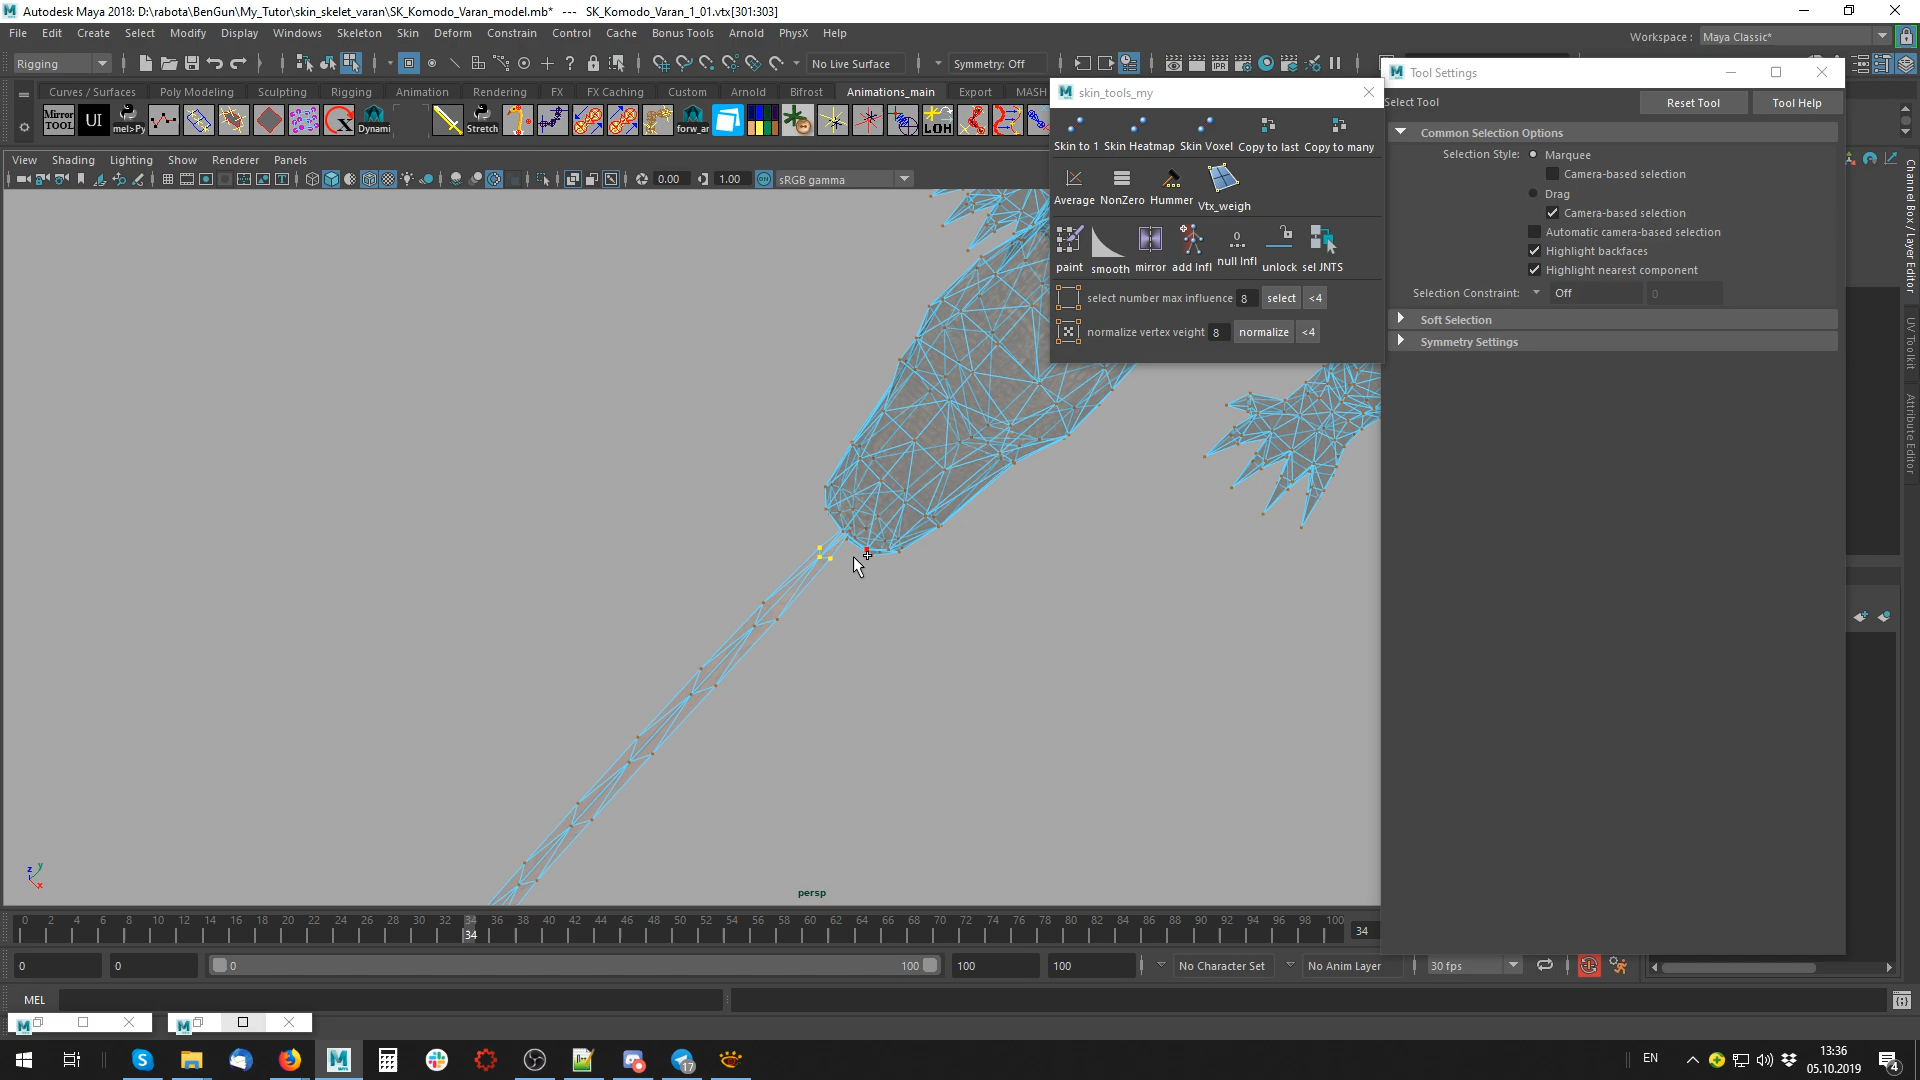 Autodesk Maya 2018: D:\rabota\BenGun\My_Tutor\skin_skelet_varan\SK_Komodo_Varan_model.mb* --- SK_Komodo_Varan_1_01.vtx[301:303]
File Edit Create Select Modify Display Windows Skeleton Skin Deform Constrain Control Cache Bonus Tools Arnold PhysX Help
Workspace : Maya Classic*
Rigging
No Live Surface
Symmetry: Off
Curves / Surfaces Poly Modeling Sculpting Rigging Animation Rendering FX FX Caching Custom Arnold Bifrost Animations_main Export MASH
Mirror TOOL UI mel>Py Dynami Stretch forw_ar LOH
View Shading Lighting Show Renderer Panels
0.00 1.00 ON sRGB gamma
skin_tools_my
Skin to 1 Skin Heatmap Skin Voxel Copy to last Copy to many
Average NonZero Hummer Vtx_weigh
paint smooth mirror add Infl null Infl unlock sel JNTS
select number max influence 8 select <4
normalize vertex weight 8 normalize <4
Tool Settings
Select Tool
Reset Tool Tool Help
Common Selection Options
Selection Style: Marquee
Camera-based selection
Drag
Camera-based selection
Automatic camera-based selection
Highlight backfaces
Highlight nearest component
Selection Constraint: Off 0
Soft Selection
Symmetry Settings
Channel Box / Layer Editor
UV Toolkit
Attribute Editor
persp
0 2 4 6 8 10 12 14 16 18 20 22 24 26 28 30 32 34 36 38 40 42 44 46 48 50 52 54 56 58 60 62 64 66 68 70 72 74 76 78 80 82 84 86 88 90 92 94 96 98 100
34 34
0 0 0 100 100 100 No Character Set No Anim Layer 30 fps
MEL
17
EN
13:36
05.10.2019
4